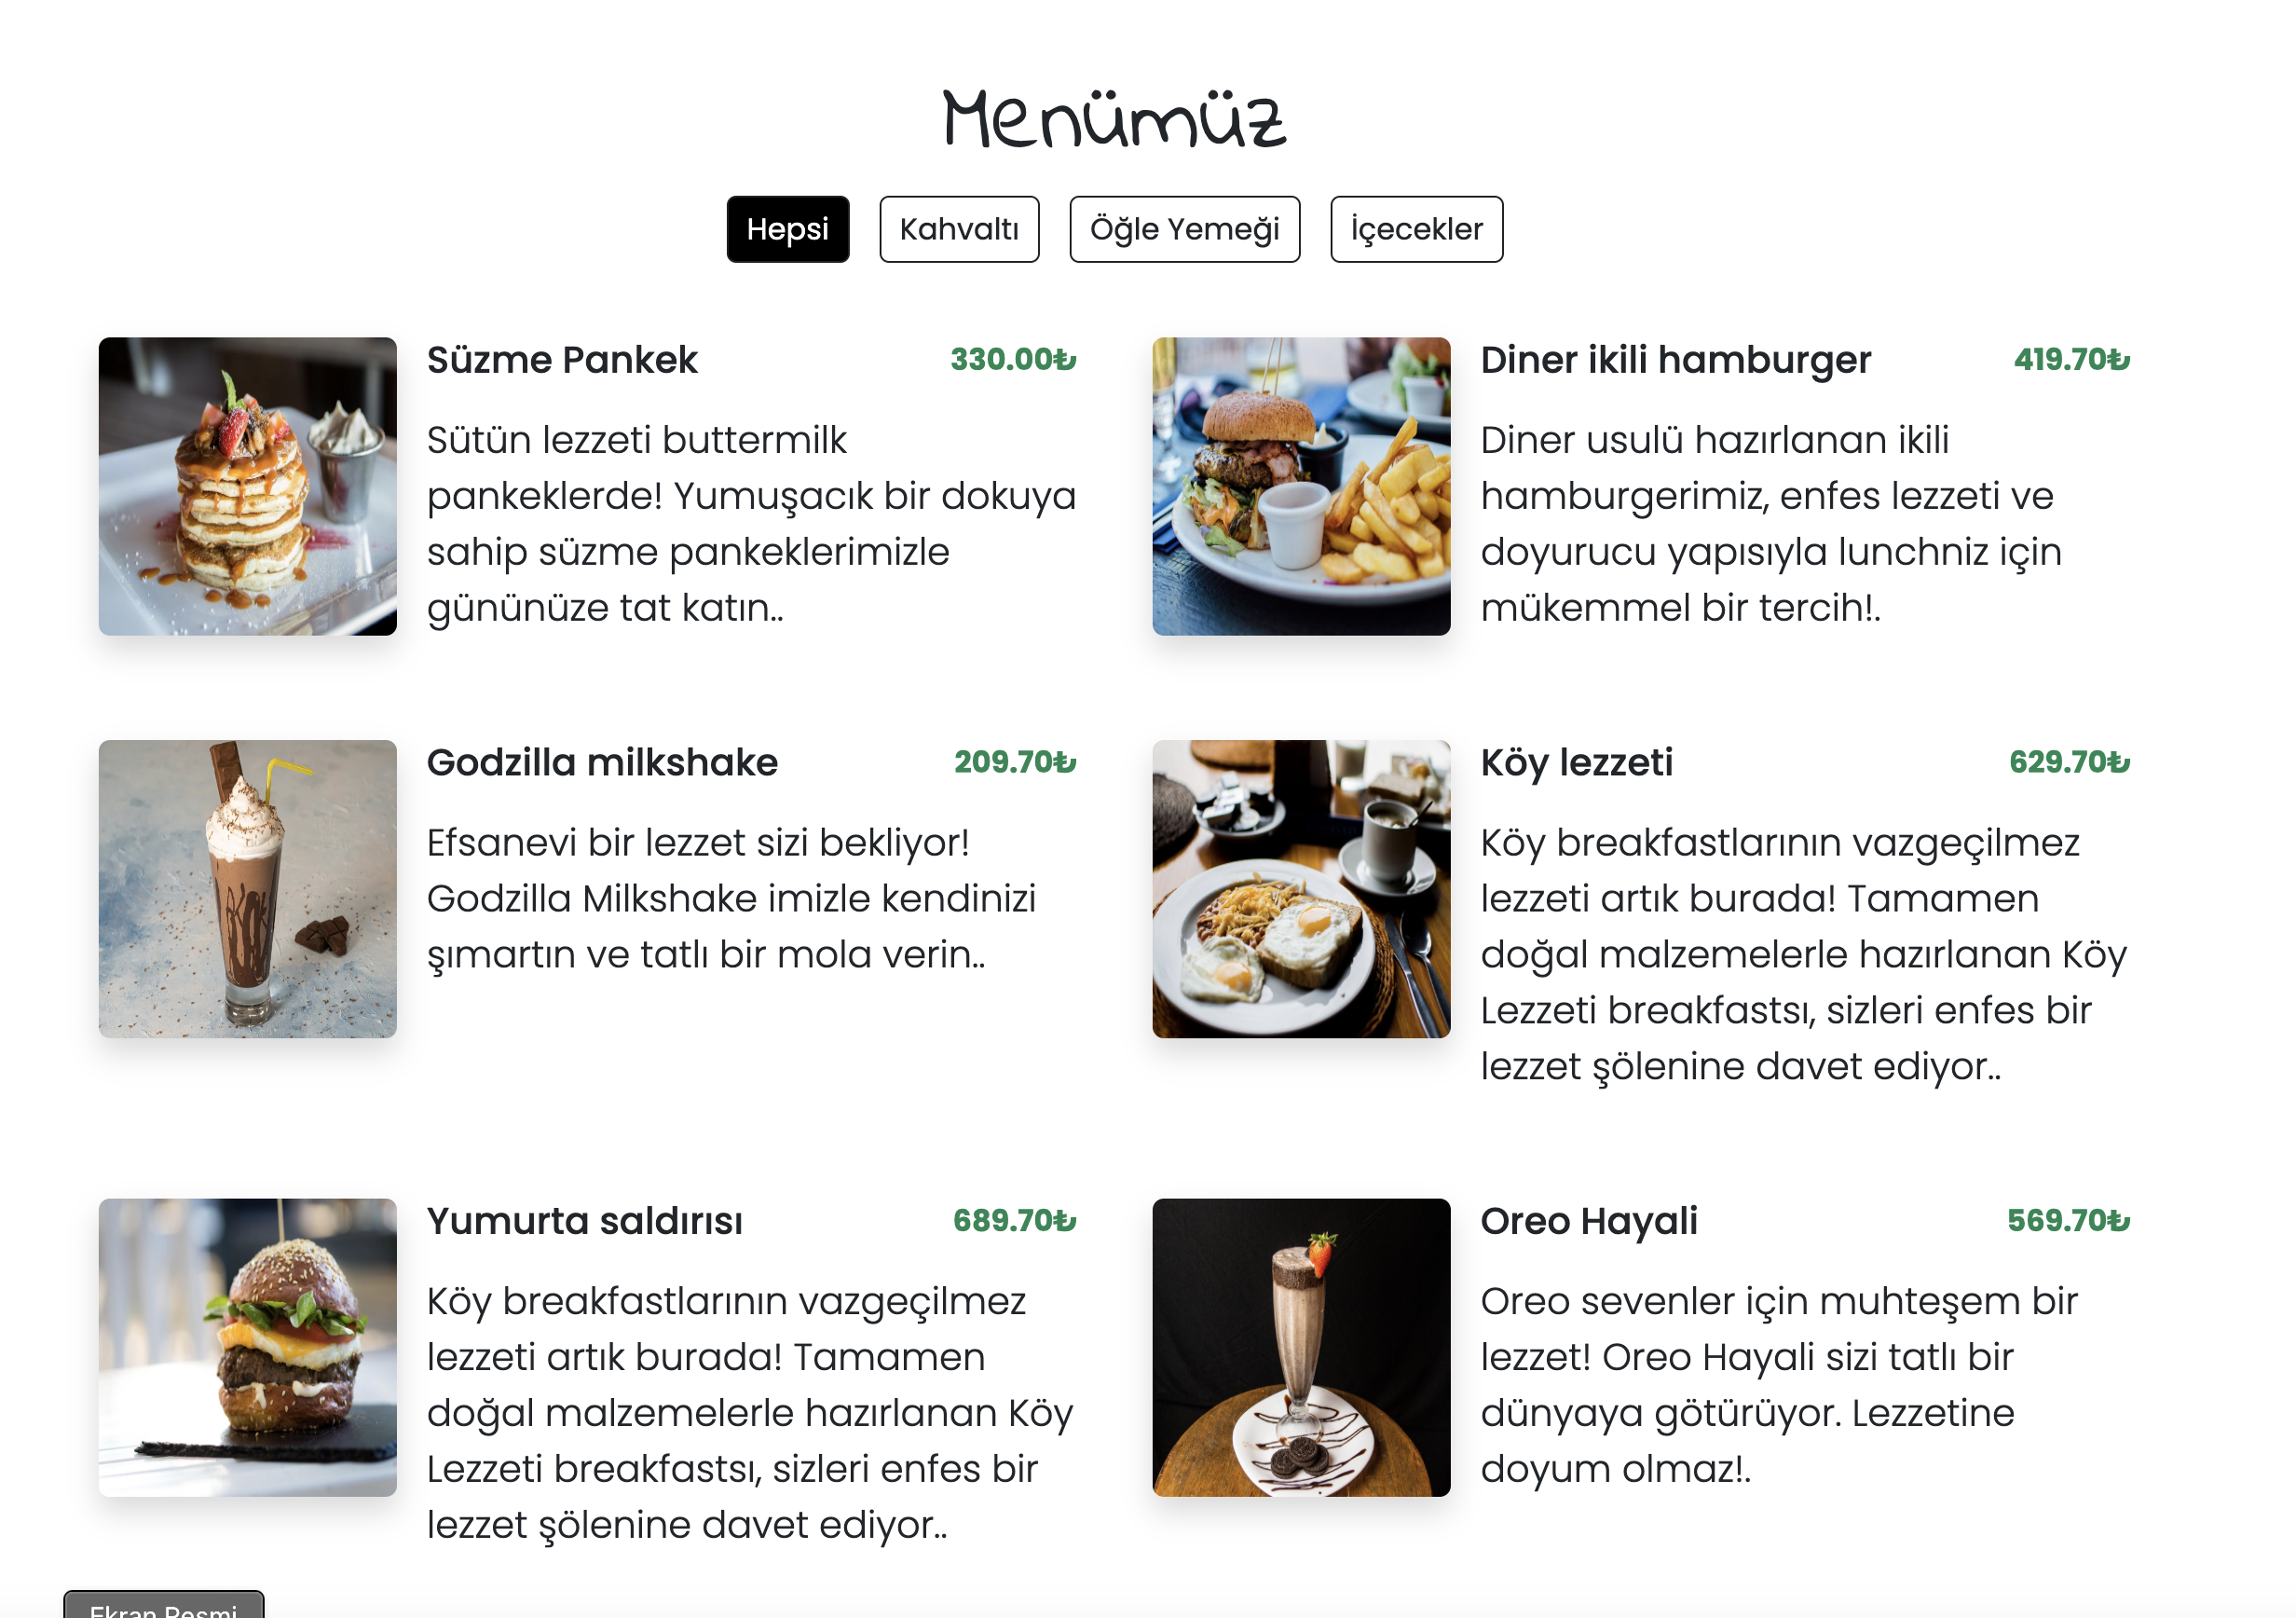 Menümüz
Hepsi
Kahvaltı
Öğle Yemeği
İçecekler
Süzme Pankek
330.00₺
Sütün lezzeti buttermilk
pankeklerde! Yumuşacık bir dokuya
sahip süzme pankeklerimizle
gününüze tat katın..
Diner ikili hamburger
419.70₺
Diner usulü hazırlanan ikili
hamburgerimiz, enfes lezzeti ve
doyurucu yapısıyla lunchniz için
mükemmel bir tercih!.
Godzilla milkshake
209.70₺
Efsanevi bir lezzet sizi bekliyor!
Godzilla Milkshake imizle kendinizi
şımartın ve tatlı bir mola verin..
Köy lezzeti
629.70₺
Köy breakfastlarının vazgeçilmez
lezzeti artık burada! Tamamen
doğal malzemelerle hazırlanan Köy
Lezzeti breakfastsı, sizleri enfes bir
lezzet şölenine davet ediyor..
Yumurta saldırısı
689.70₺
Köy breakfastlarının vazgeçilmez
lezzeti artık burada! Tamamen
doğal malzemelerle hazırlanan Köy
Lezzeti breakfastsı, sizleri enfes bir
lezzet şölenine davet ediyor..
Oreo Hayali
569.70₺
Oreo sevenler için muhteşem bir
lezzet! Oreo Hayali sizi tatlı bir
dünyaya götürüyor. Lezzetine
doyum olmaz!.
Ekran Resmi